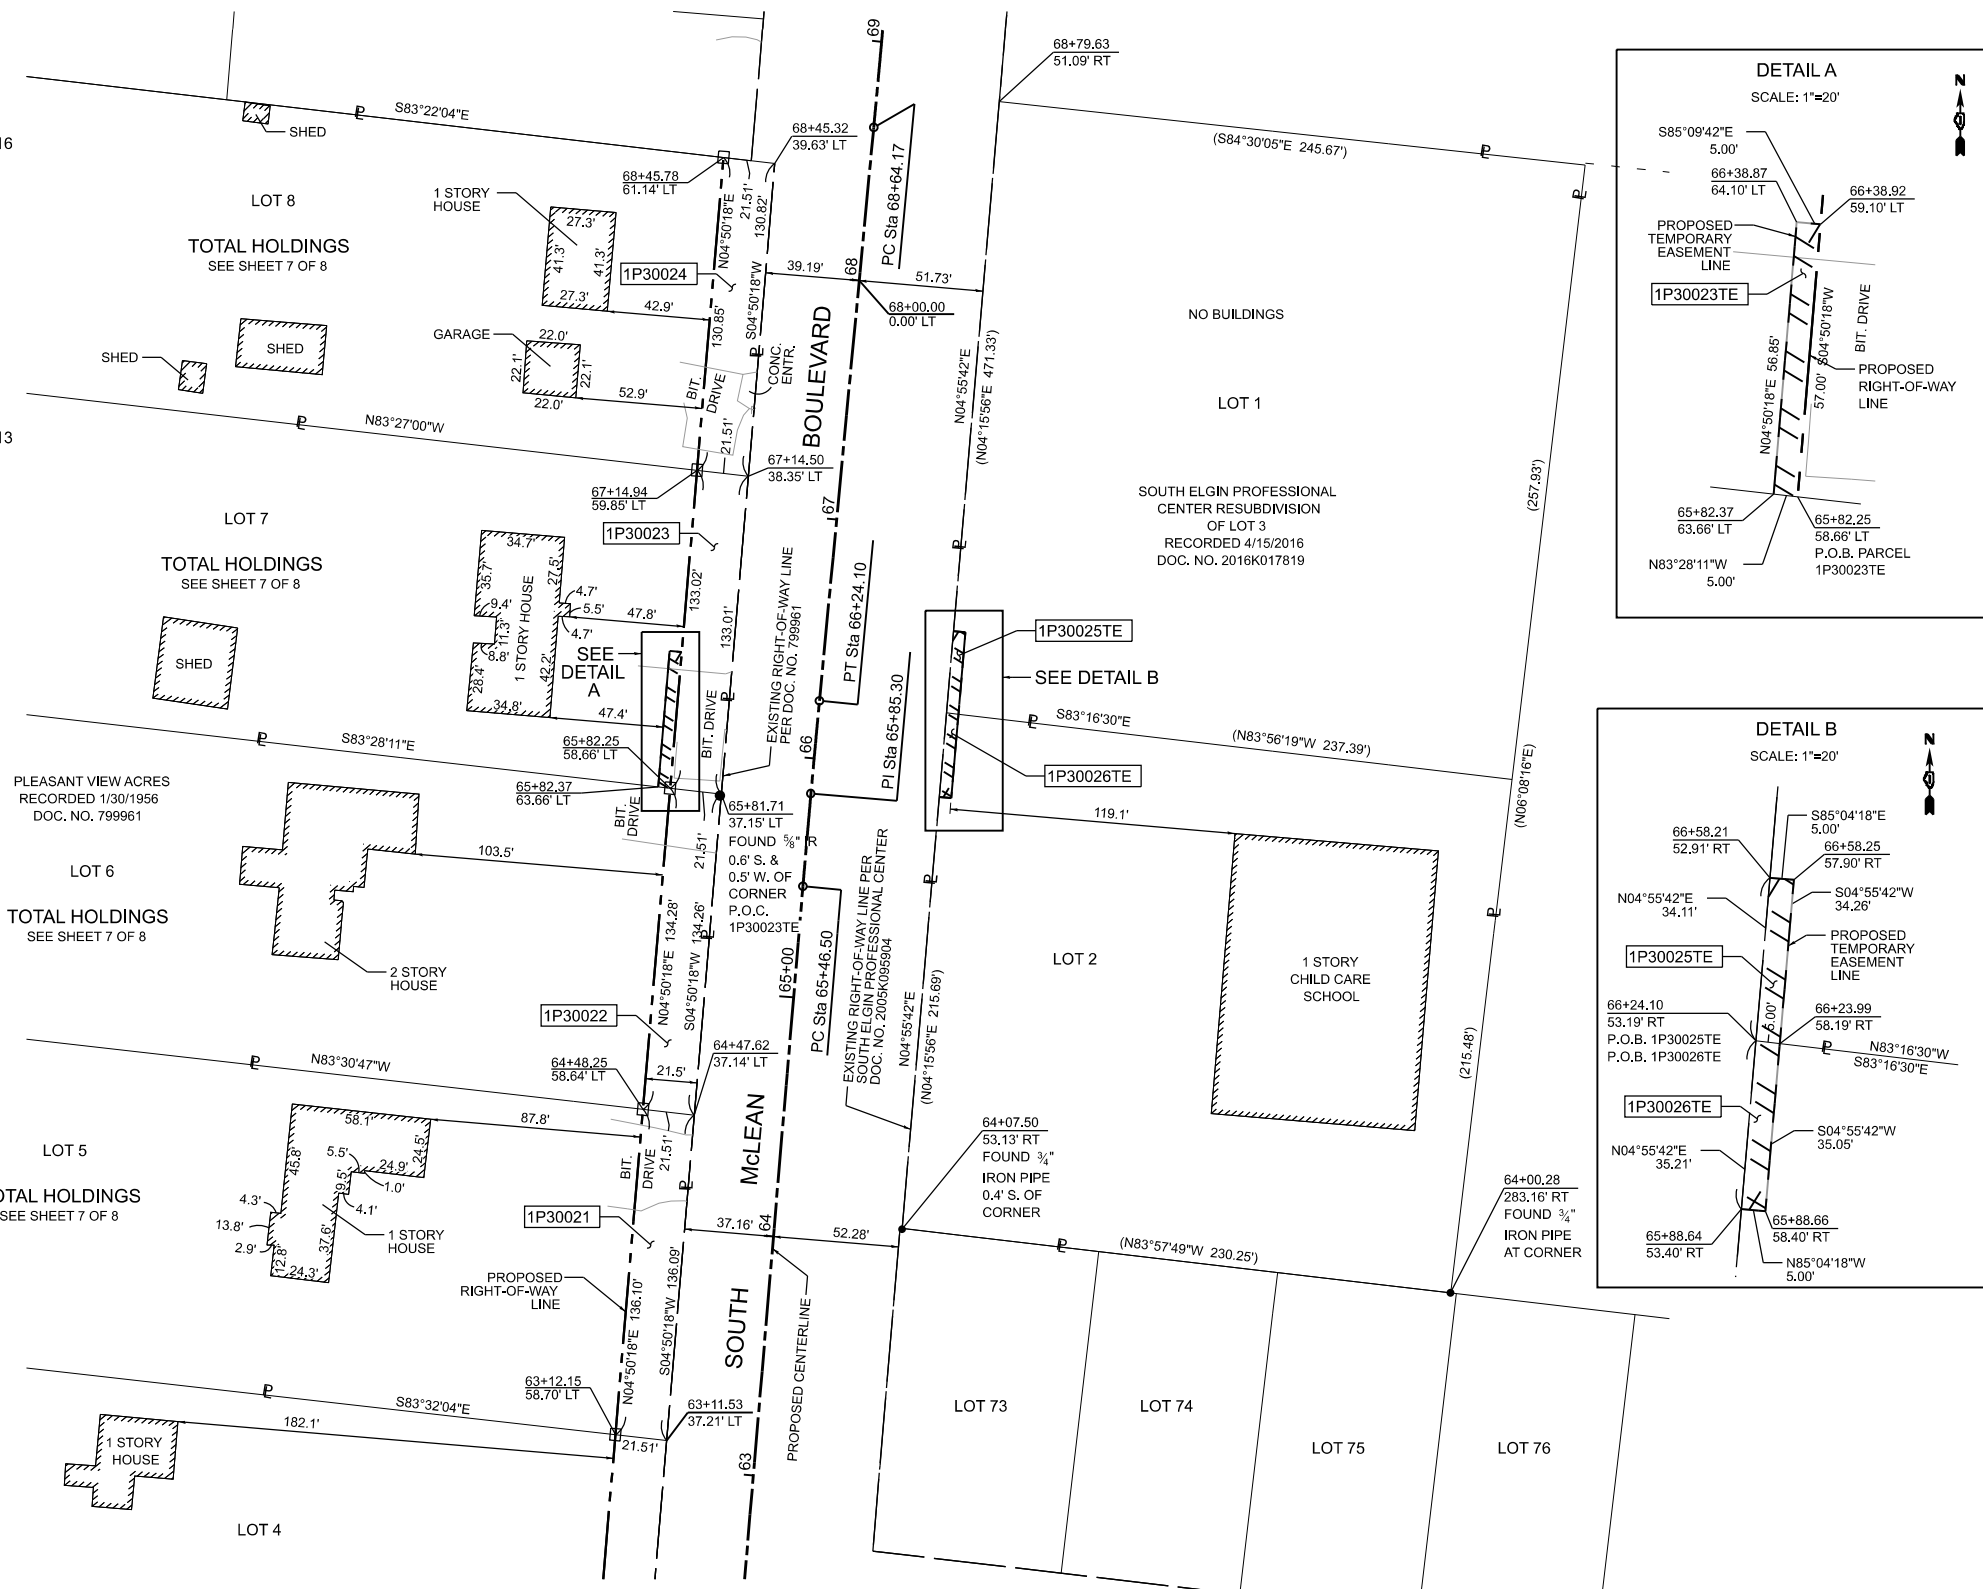 69
68+79.63
51.09' RT
S83°22'04"E
SHED
16
68+45.32
39.63' LT
68+45.78
61.14' LT
LOT 8
TOTAL HOLDINGS
SEE SHEET 7 OF 8
1 STORY
HOUSE
27.3'
41.3'
41.3'
27.3'
42.9'
1P30024
N04°50'18"E
130.85'
21.51'
130.82'
S04°50'18"W
39.19'
68
51.73'
PC Sta 68+64.17
68+00.00
0.00' LT
(S84°30'05"E 245.67')
NO BUILDINGS
LOT 1
SHED
SHED
GARAGE
22.0'
22.1'
22.1'
22.0'
52.9'
BIT.
DRIVE
CONC.
ENTR.
21.51'
BOULEVARD
N04°55'42"E
(N04°15'56"E 471.33')
13
N83°27'00"W
67+14.50
38.35' LT
67+14.94
59.85' LT
67
LOT 7
TOTAL HOLDINGS
SEE SHEET 7 OF 8
1P30023
SOUTH ELGIN PROFESSIONAL
CENTER RESUBDIVISION
OF LOT 3
RECORDED 4/15/2016
DOC. NO. 2016K017819
(257.93')
34.7'
35.7'
27.5'
4.7'
5.5'
4.7'
9.4'
11.3'
8.8'
28.4'
42.2'
34.8'
1 STORY HOUSE
47.8'
133.02'
133.01'
EXISTING RIGHT-OF-WAY LINE
PER DOC. NO. 799961
PT Sta 66+24.10
SHED
SEE
DETAIL
A
47.4'
BIT. DRIVE
66
PI Sta 65+85.30
1P30025TE
SEE DETAIL B
S83°16'30"E
(N83°56'19"W 237.39')
1P30026TE
(N06°08'16"E)
S83°28'11"E
65+82.25
58.66' LT
65+82.37
63.66' LT
BIT.
DRIVE
65+81.71
37.15' LT
FOUND ⅝" R
0.6' S. &
0.5' W. OF
CORNER
P.O.C.
1P30023TE
21.51'
PLEASANT VIEW ACRES
RECORDED 1/30/1956
DOC. NO. 799961
LOT 6
TOTAL HOLDINGS
SEE SHEET 7 OF 8
103.5'
2 STORY
HOUSE
N04°50'18"E 134.28'
S04°50'18"W 134.26'
65+00
PC Sta 65+46.50
EXISTING RIGHT-OF-WAY LINE PER
SOUTH ELGIN PROFESSIONAL CENTER
DOC. NO. 2005K095904
N04°55'42"E
(N04°15'56"E 215.69')
119.1'
LOT 2
1 STORY
CHILD CARE
SCHOOL
(215.48')
1P30022
N83°30'47"W
64+48.25
58.64' LT
21.5'
64+47.62
37.14' LT
LOT 5
OTAL HOLDINGS
SEE SHEET 7 OF 8
58.1'
45.8'
24.5'
5.5'
24.9'
1.0'
9.5'
4.1'
4.3'
13.8'
2.9'
12.8'
24.3'
37.6'
1 STORY
HOUSE
87.8'
BIT.
DRIVE
21.51'
1P30021
McLEAN
37.16'
64
52.28'
64+07.50
53.13' RT
FOUND ¾"
IRON PIPE
0.4' S. OF
CORNER
(N83°57'49"W 230.25')
64+00.28
283.16' RT
FOUND ¾"
IRON PIPE
AT CORNER
PROPOSED
RIGHT-OF-WAY
LINE
N04°50'18"E 136.10'
S04°50'18"W 136.09'
SOUTH
PROPOSED CENTERLINE
63+12.15
58.70' LT
63+11.53
37.21' LT
S83°32'04"E
21.51'
63
182.1'
1 STORY
HOUSE
LOT 4
LOT 73
LOT 74
LOT 75
LOT 76
DETAIL A
SCALE: 1"=20'
N
S85°09'42"E
5.00'
66+38.87
64.10' LT
66+38.92
59.10' LT
PROPOSED
TEMPORARY
EASEMENT
LINE
1P30023TE
N04°50'18"E 56.85'
57.00' S04°50'18"W
BIT. DRIVE
PROPOSED
RIGHT-OF-WAY
LINE
65+82.37
63.66' LT
65+82.25
58.66' LT
P.O.B. PARCEL
1P30023TE
N83°28'11"W
5.00'
DETAIL B
SCALE: 1"=20'
N
S85°04'18"E
5.00'
66+58.21
52.91' RT
66+58.25
57.90' RT
N04°55'42"E
34.11'
S04°55'42"W
34.26'
PROPOSED
TEMPORARY
EASEMENT
LINE
1P30025TE
66+24.10
53.19' RT
P.O.B. 1P30025TE
P.O.B. 1P30026TE
5.00'
66+23.99
58.19' RT
N83°16'30"W
S83°16'30"E
1P30026TE
N04°55'42"E
35.21'
S04°55'42"W
35.05'
65+88.64
53.40' RT
65+88.66
58.40' RT
N85°04'18"W
5.00'